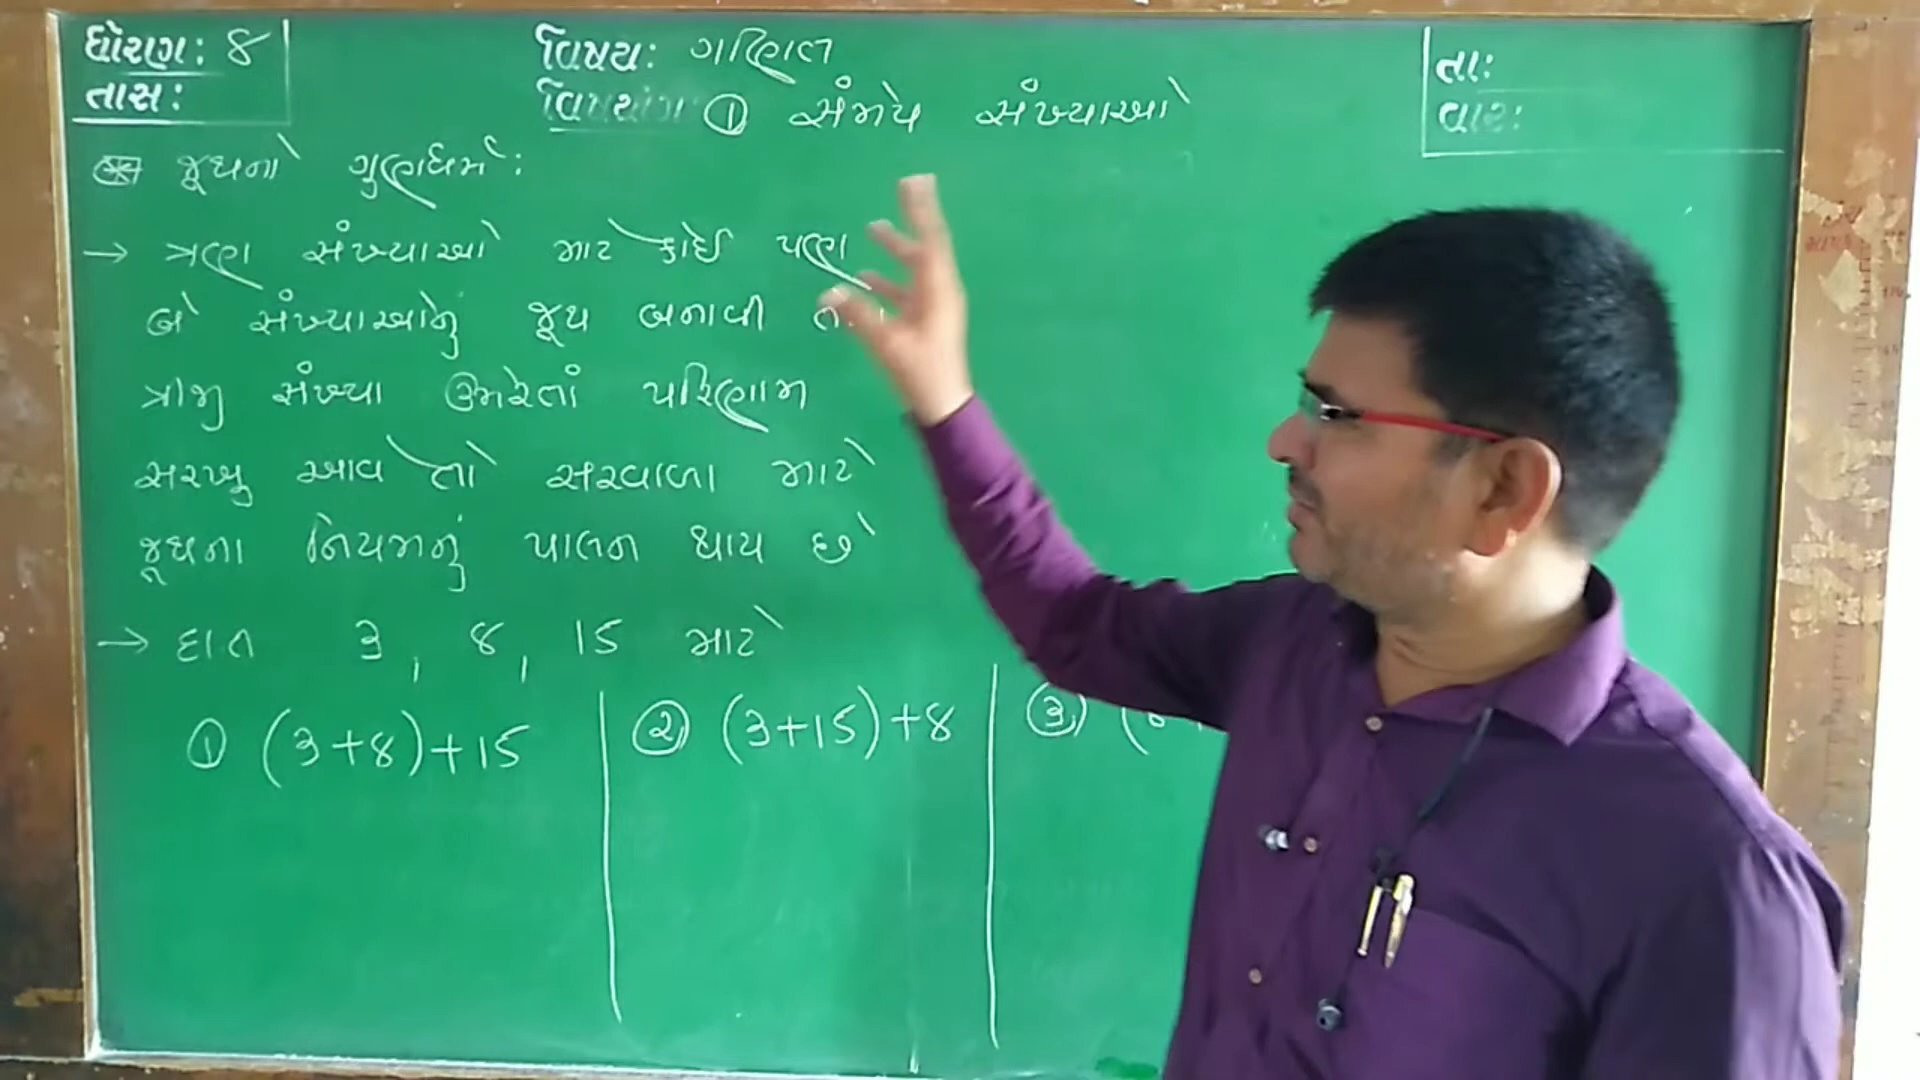 ધોરણ: 8
તાસ:
વિષય: ગણિત
વિષયાંગ: ① સંમેય સંખ્યાઓ
તા:
વાર:
જૂથનો ગુણધર્મ:
→ ત્રણ સંખ્યાઓ માટે કોઈ પણ
બે સંખ્યાઓનું જૂથ બનાવી
ત્રીજી સંખ્યા ઉમેરતાં પરિણામ
સરખુ આવે તો સરવાળા માટે
જૂથના નિયમનું પાલન થાય છે
→ દા ત 3, 8, 15 માટે
① (3+8)+15
② (3+15)+8
③ (8